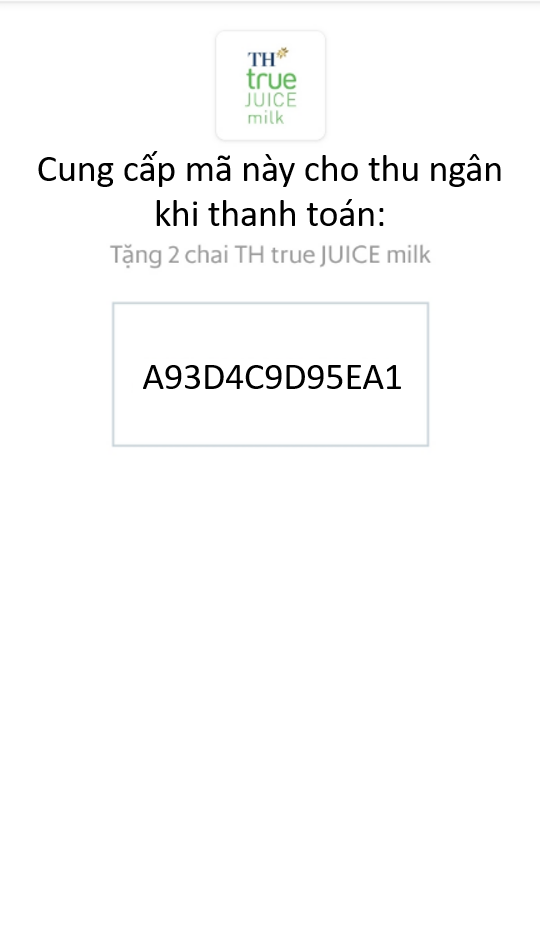 TH
true
JUICE
milk
Cung cấp mã này cho thu ngân
khi thanh toán:
Tặng 2 chai TH true JUICE milk
A93D4C9D95EA1